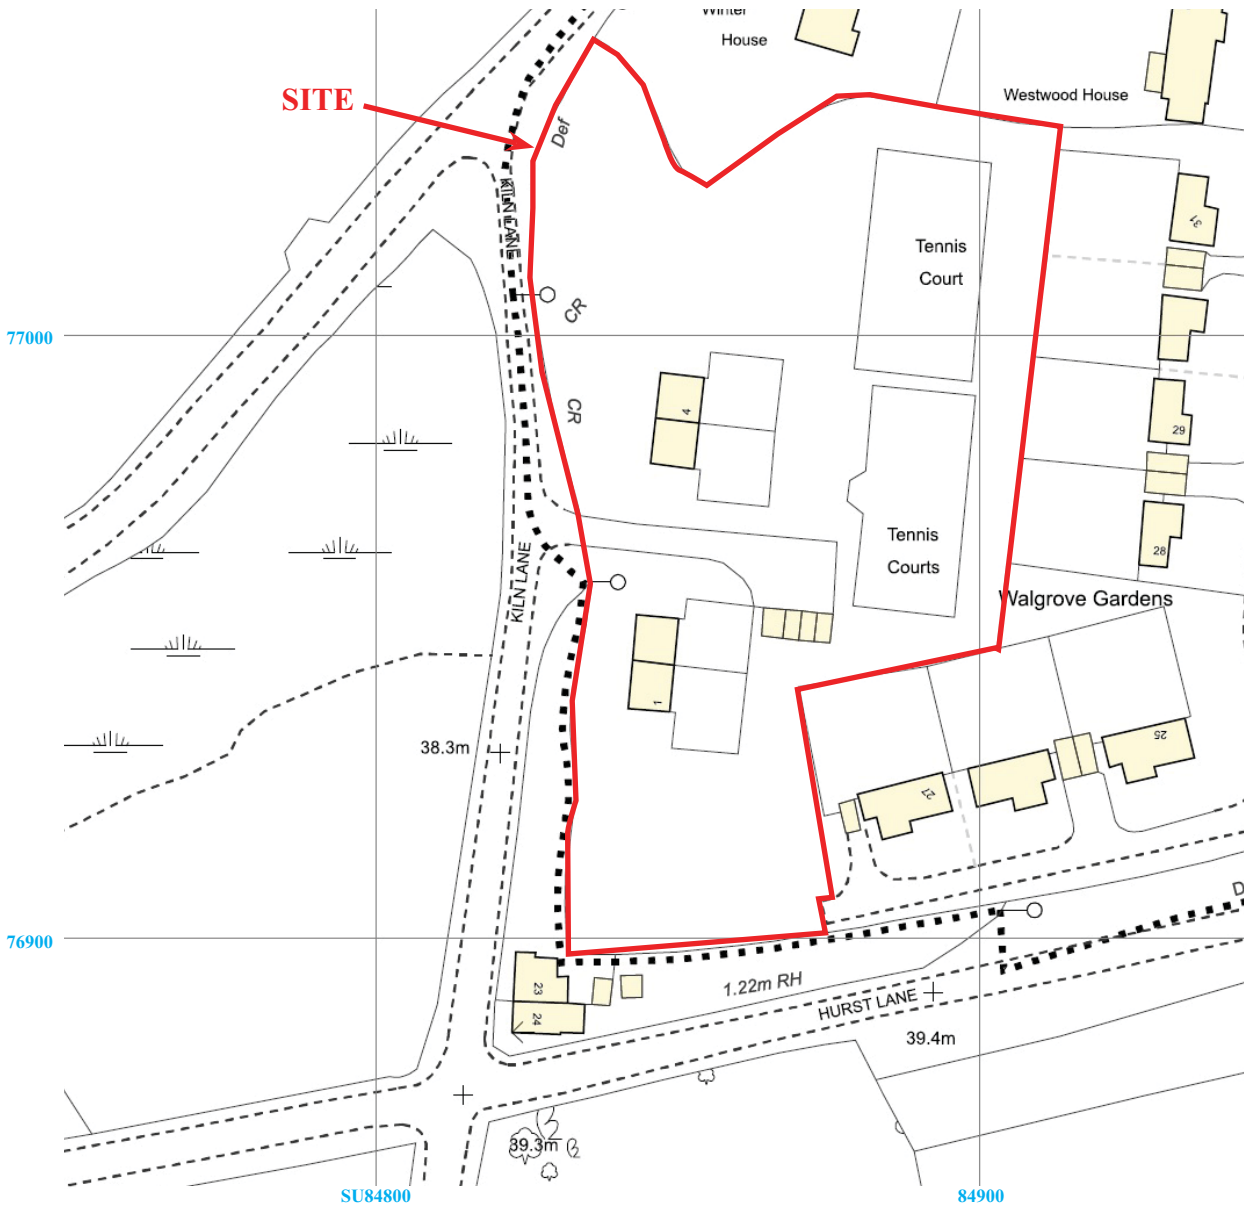 Winter
House
Westwood House
SITE
Def
KILN LANE
31
Tennis
Court
CR
77000
CR
4
29
Tennis
Courts
28
KILN LANE
Walgrove Gardens
1
38.3m
25
27
D
76900
23
24
1.22m RH
HURST LANE
39.4m
39.3m
SU84800
84900